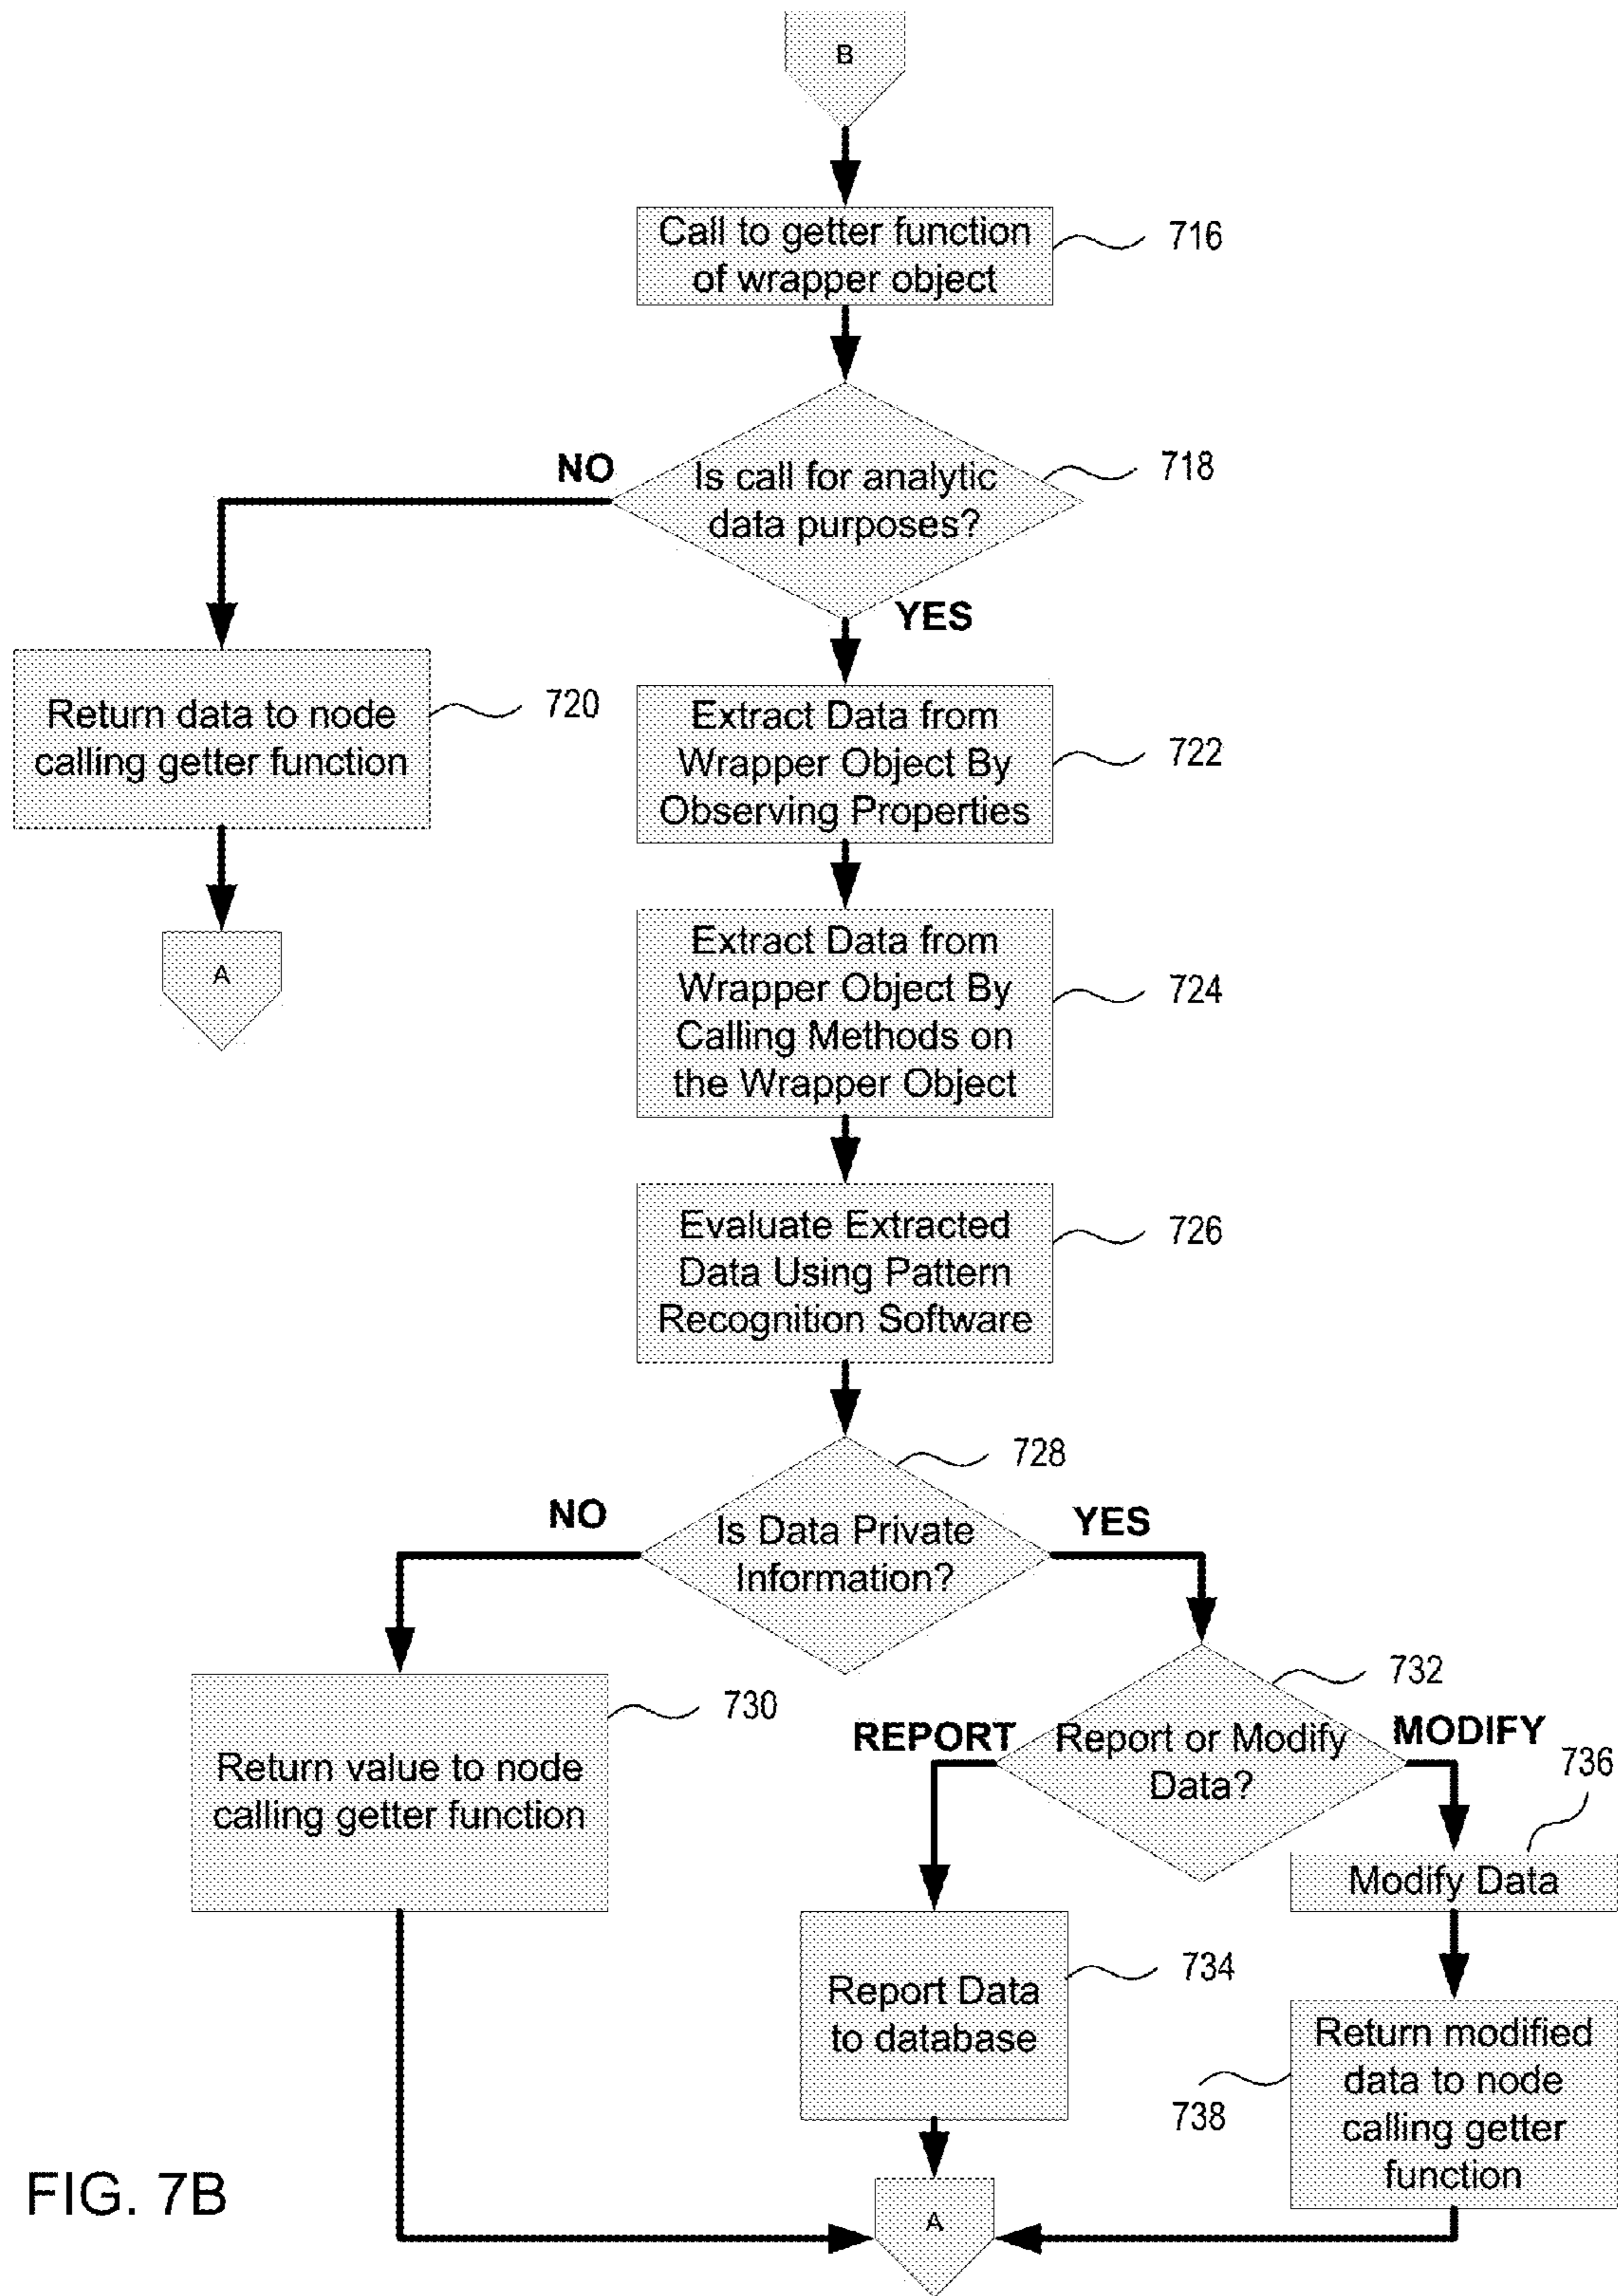 B
Call to getter function
of wrapper object
716
Is call for analytic
data purposes?
718
NO
YES
Return data to node
calling getter function
720
A
Extract Data from
Wrapper Object By
Observing Properties
722
Extract Data from
Wrapper Object By
Calling Methods on
the Wrapper Object
724
Evaluate Extracted
Data Using Pattern
Recognition Software
726
Is Data Private
Information?
728
NO
YES
Return value to node
calling getter function
730
Report or Modify
Data?
732
REPORT
MODIFY
Modify Data
736
Report Data
to database
734
Return modified
data to node
calling getter
function
738
A
FIG. 7B